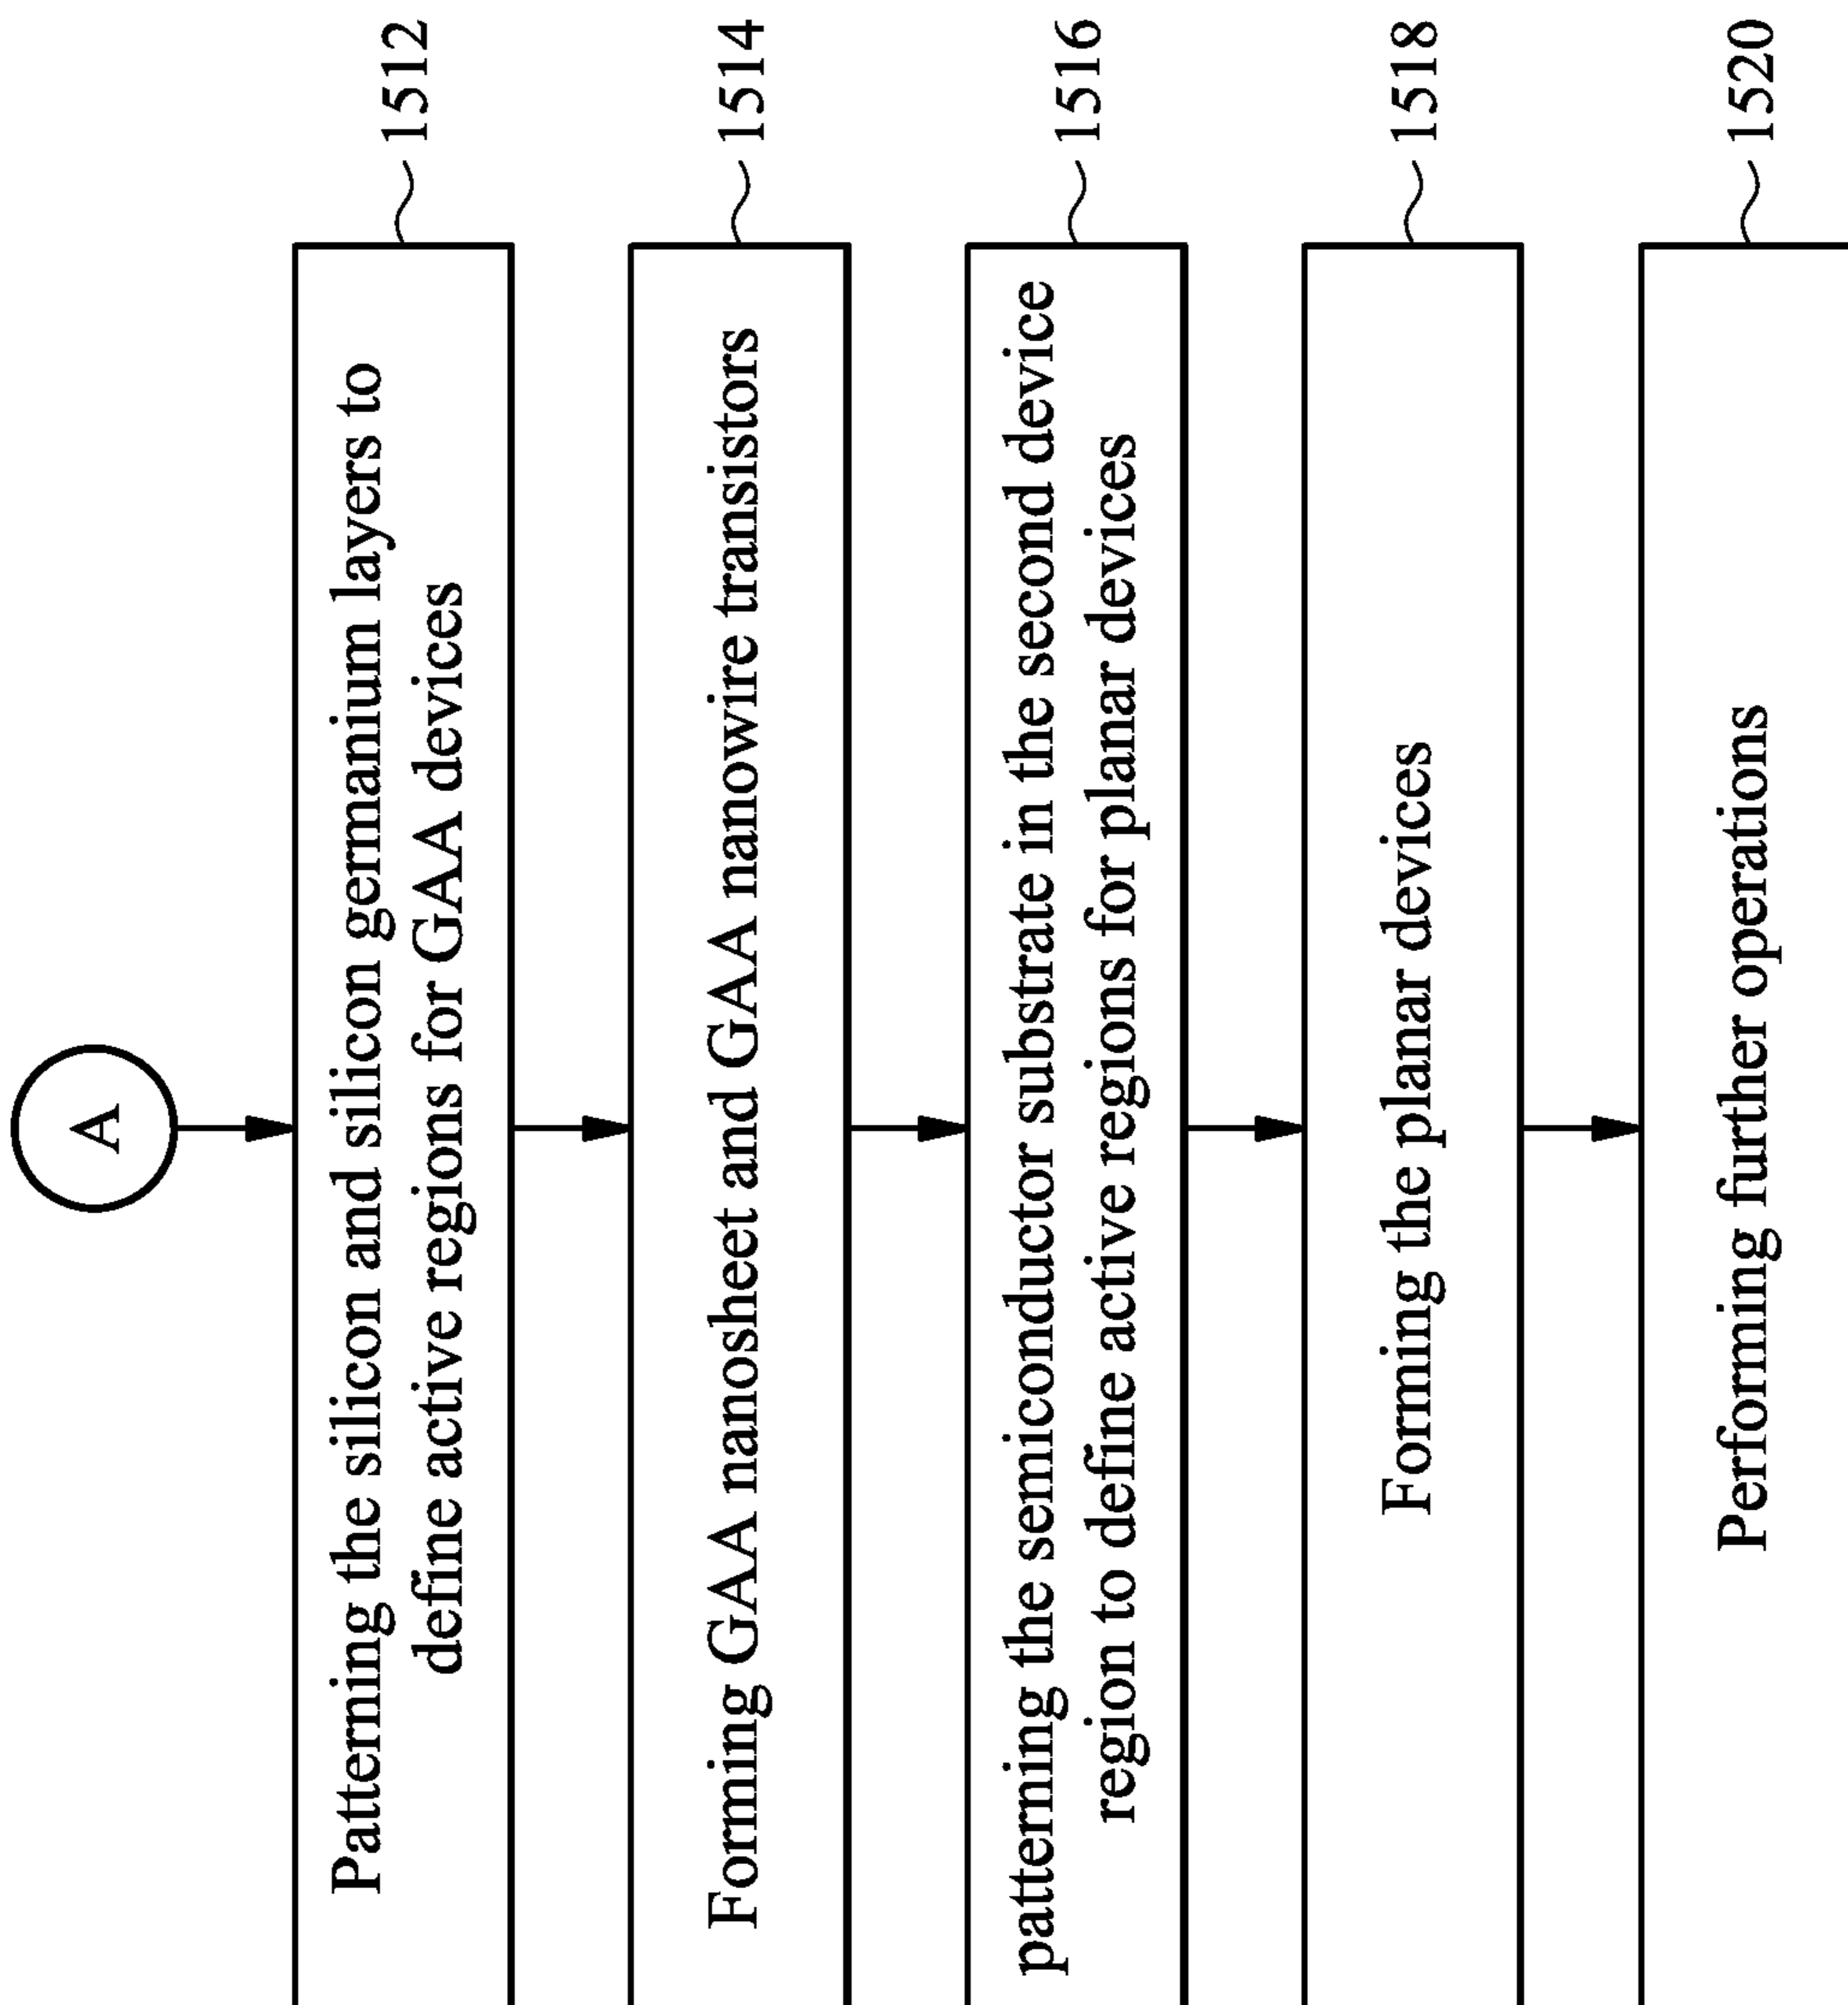 A
Patterning the silicon and silicon germanium layers to
define active regions for GAA devices
1512
Forming GAA nanosheet and GAA nanowire transistors
1514
patterning the semiconductor substrate in the second device
region to define active regions for planar devices
1516
Forming the planar devices
1518
Performing further operations
1520